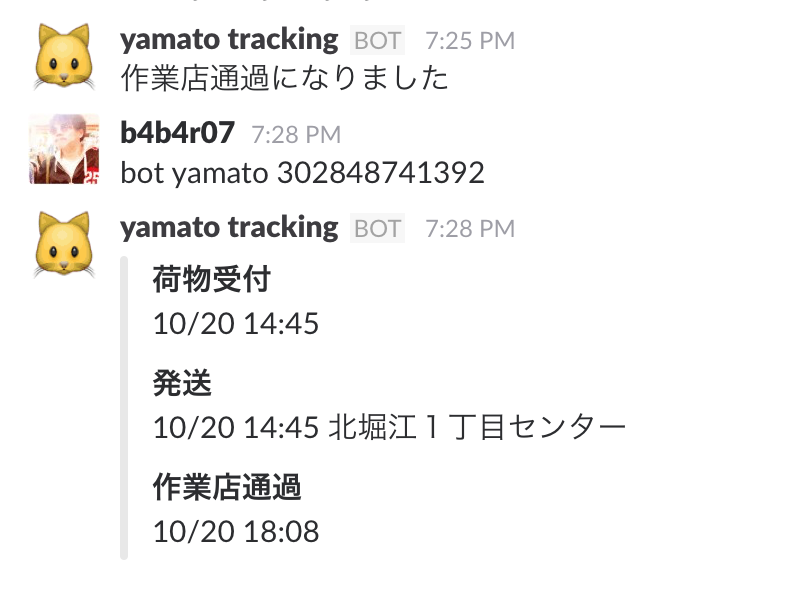 yamato tracking BOT 7:25 PM
作業店通過になりました
b4b4r07 7:28 PM
bot yamato 302848741392
yamato tracking BOT 7:28 PM
荷物受付
10/20 14:45
発送
10/20 14:45 北堀江１丁目センター
作業店通過
10/20 18:08